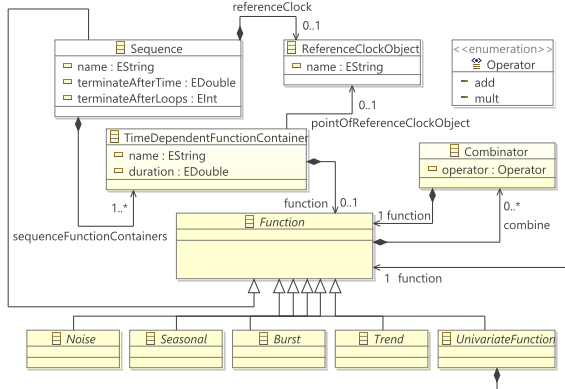 referenceClock
0..1
Sequence
name : EString
terminateAfterTime : EDouble
terminateAfterLoops : EInt
ReferenceClockObject
name : EString
<<enumeration>>
Operator
add
mult
0..1
pointOfReferenceClockObject
TimeDependentFunctionContainer
name : EString
duration : EDouble
Combinator
operator : Operator
1..*
sequenceFunctionContainers
function
0..1
1 function
0..*
combine
Function
1 function
Noise
Seasonal
Burst
Trend
UnivariateFunction